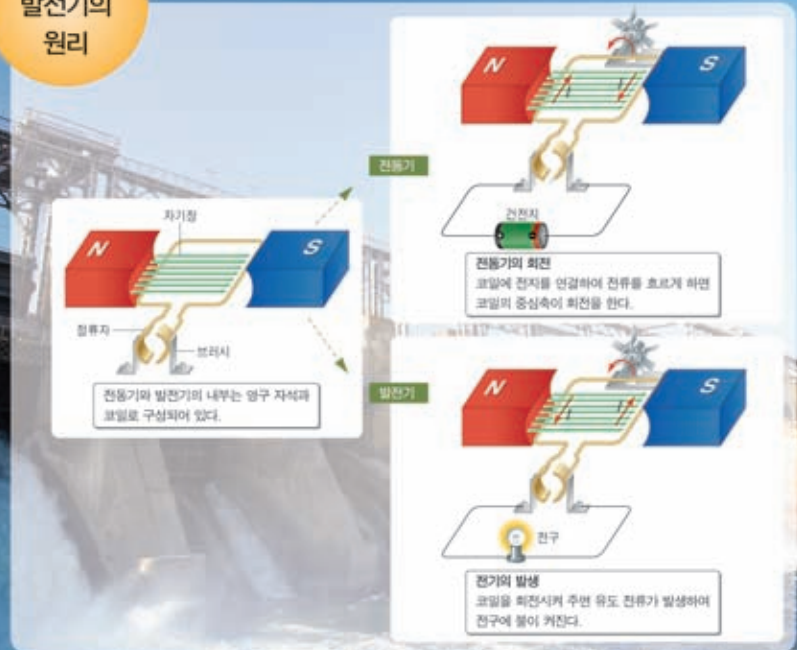 발전기의
원리
N
S
자기장
정류자
브러시
전동기와 발전기의 내부는 영구 자석과
코일로 구성되어 있다.
전동기
N
S
I
I
건전지
전동기의 회전
코일에 전지를 연결하여 전류를 흐르게 하면
코일의 중심축이 회전을 한다.
발전기
N
S
I
I
전구
전기의 발생
코일을 회전시켜 주면 유도 전류가 발생하여
전구에 불이 켜진다.